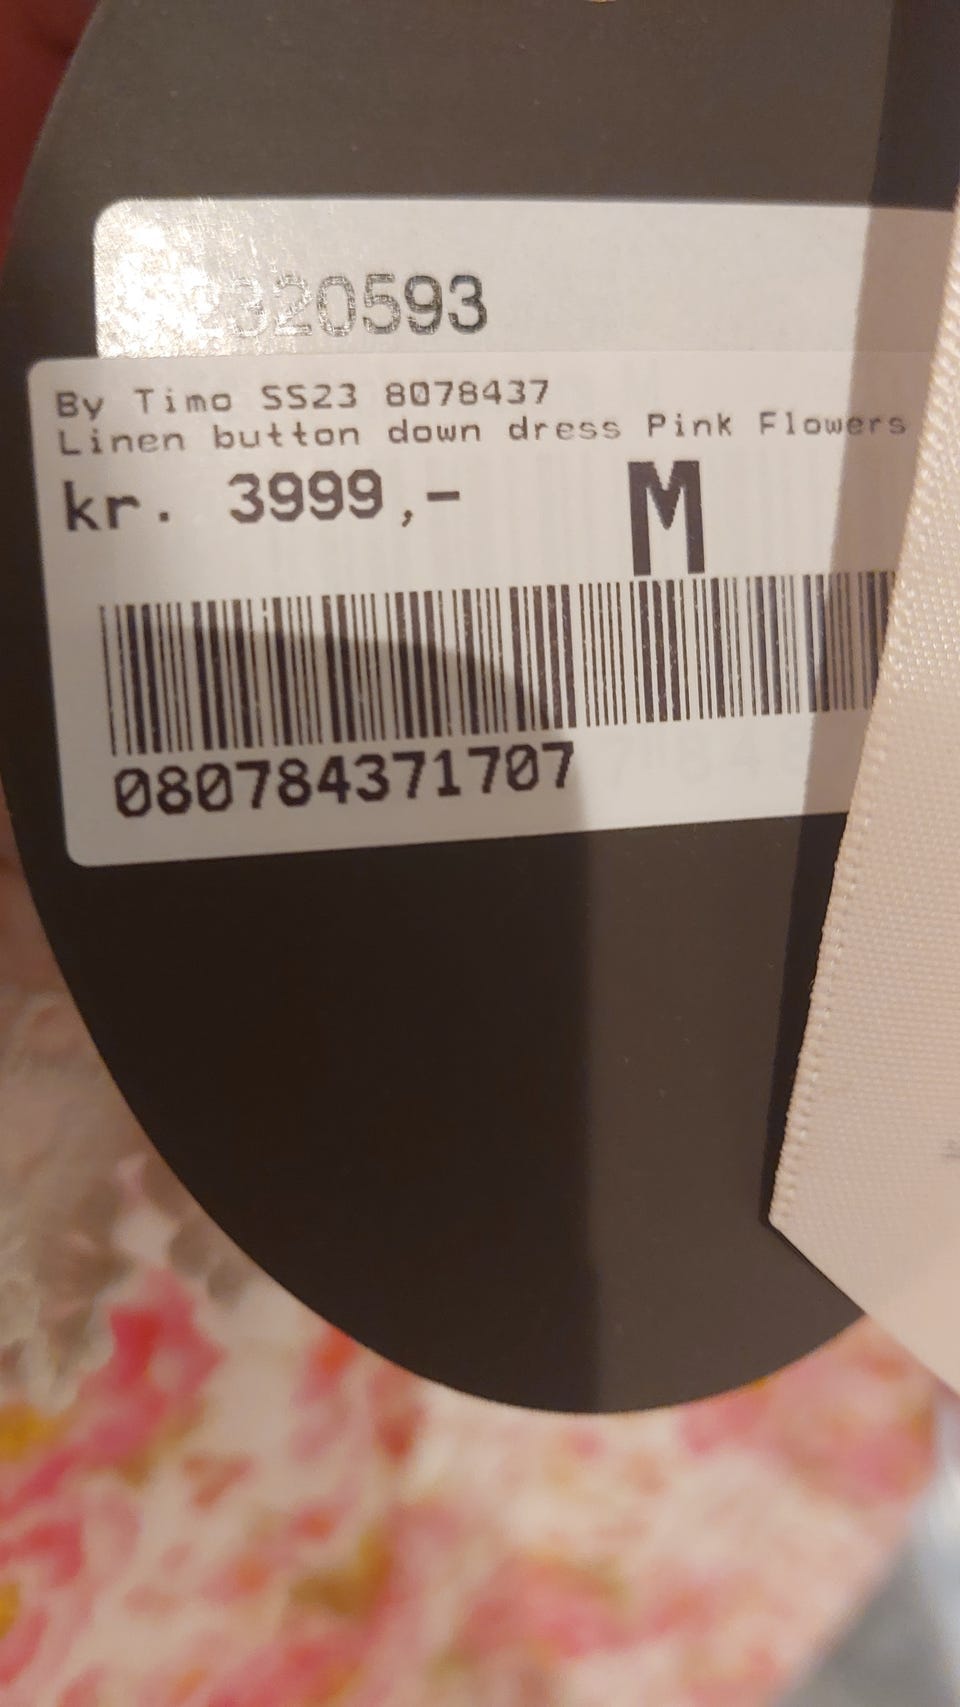 2320593
By Timo SS23 8078437
Linen button down dress Pink Flowers
kr. 3999,-
M
080784371707